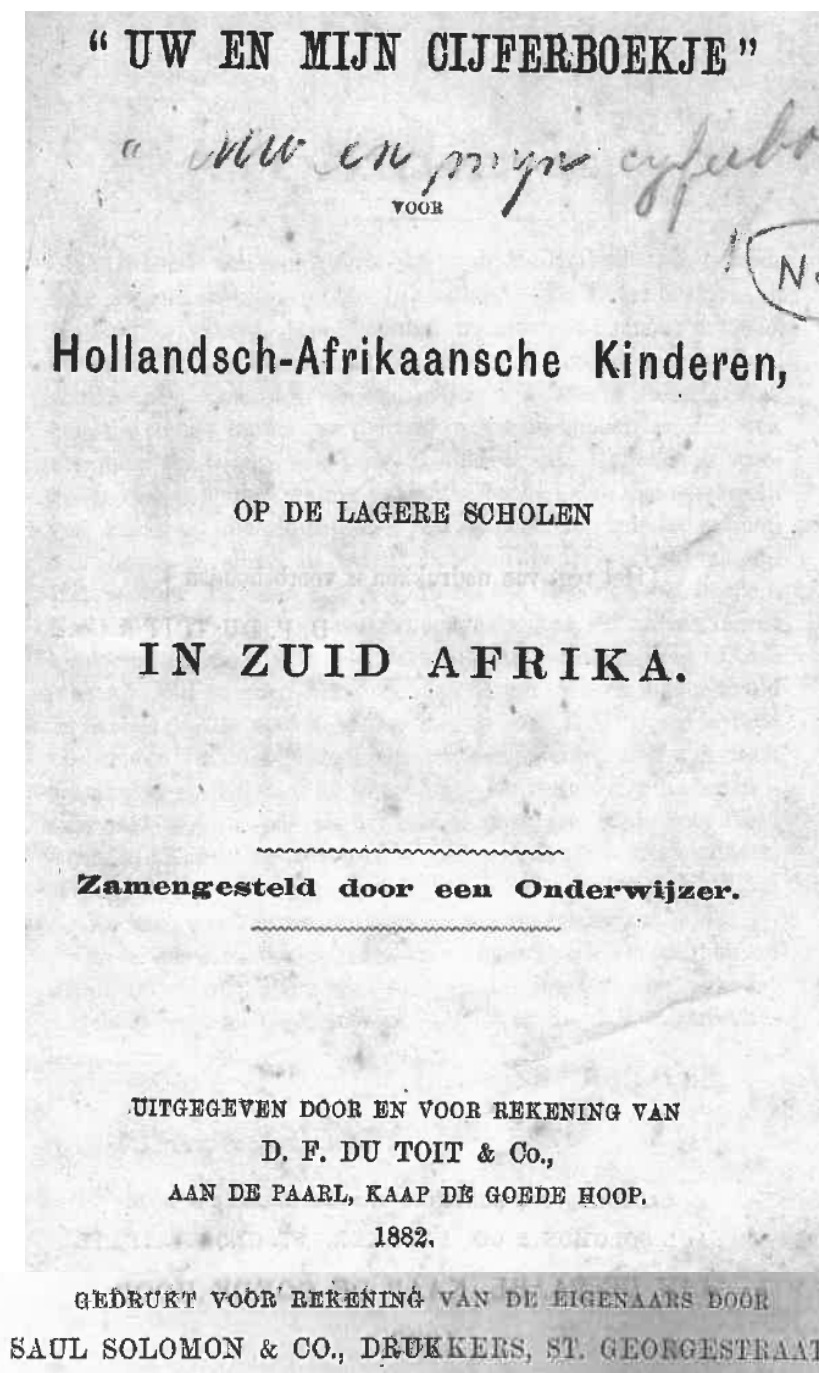 “ UW EN MIJN CIJFERBOEKJE ”
en mijn
VOOR
Hollandsch-Afrikaansche Kinderen,
OP DE LAGERE SCHOLEN
IN ZUID AFRIKA.
Zamengesteld door een Onderwijzer.
UITGEGEVEN DOOR EN VOOR REKENING VAN
D. F. DU TOIT & Co.,
AAN DE PAARL, KAAP DE GOEDE HOOP.
1882.
GEDRUKT VOOR REKENING VAN DE EIGENAARS DOOR
SAUL SOLOMON & CO., DRUKKERS, ST. GEORGESTRAAT